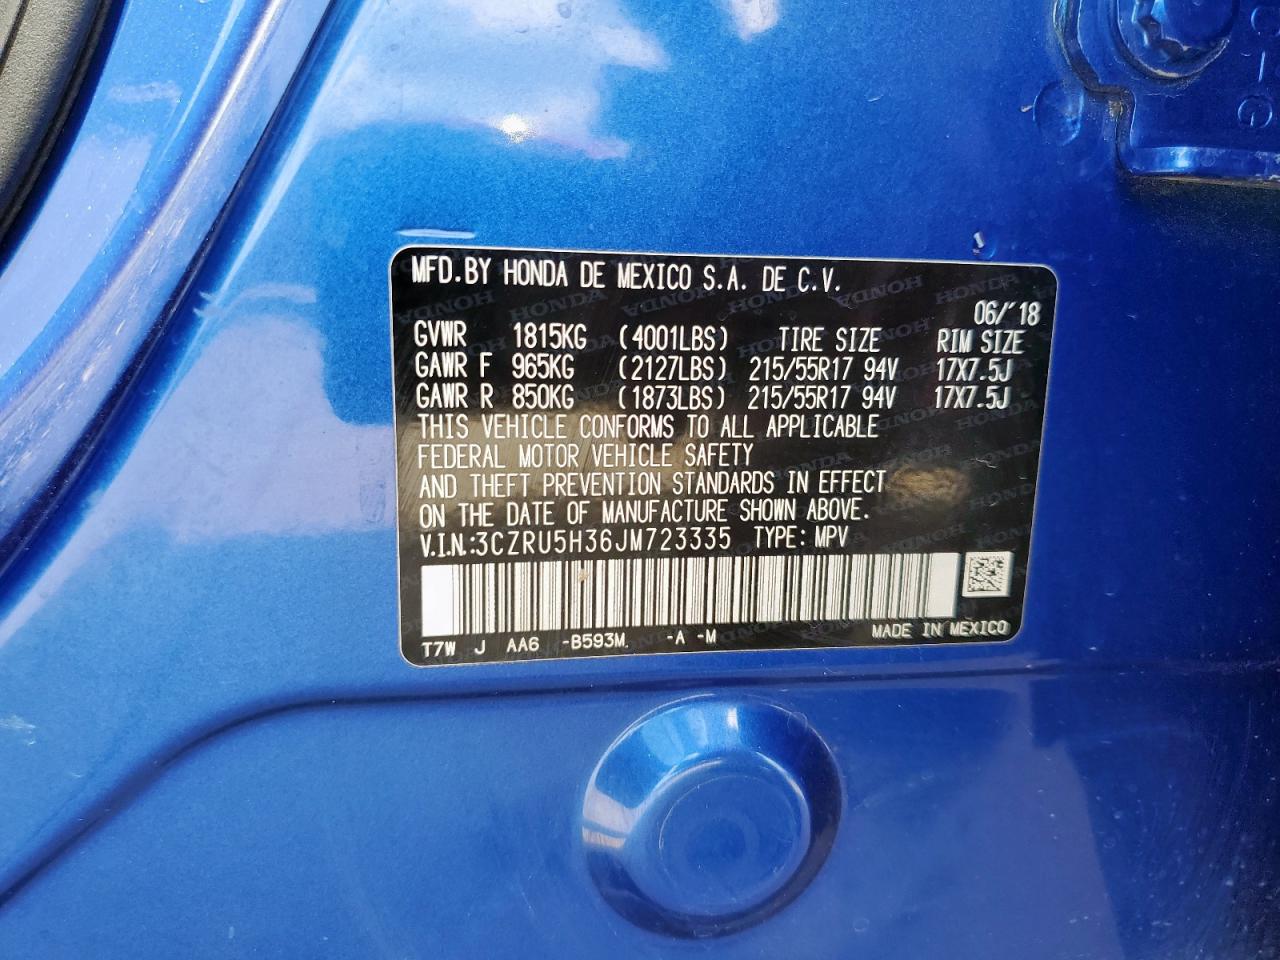 MFD.BY HONDA DE MEXICO S.A. DE C.V.
06/'18
GVWR 1815KG (4001LBS) TIRE SIZE RIM SIZE
GAWR F 965KG (2127LBS) 215/55R17 94V 17X7.5J
GAWR R 850KG (1873LBS) 215/55R17 94V 17X7.5J
THIS VEHICLE CONFORMS TO ALL APPLICABLE
FEDERAL MOTOR VEHICLE SAFETY
AND THEFT PREVENTION STANDARDS IN EFFECT
ON THE DATE OF MANUFACTURE SHOWN ABOVE.
V.I.N.:3CZRU5H36JM723335 TYPE: MPV
T7W J AA6 -B593M -A -M MADE IN MEXICO